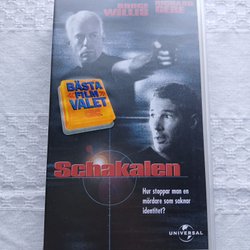 BRUCE RICHARD
WILLIS GERE
BÄSTA
FILM
VALET
Schakalen
Hur stoppar man en
mördare som saknar
identitet?
UNIVERSAL